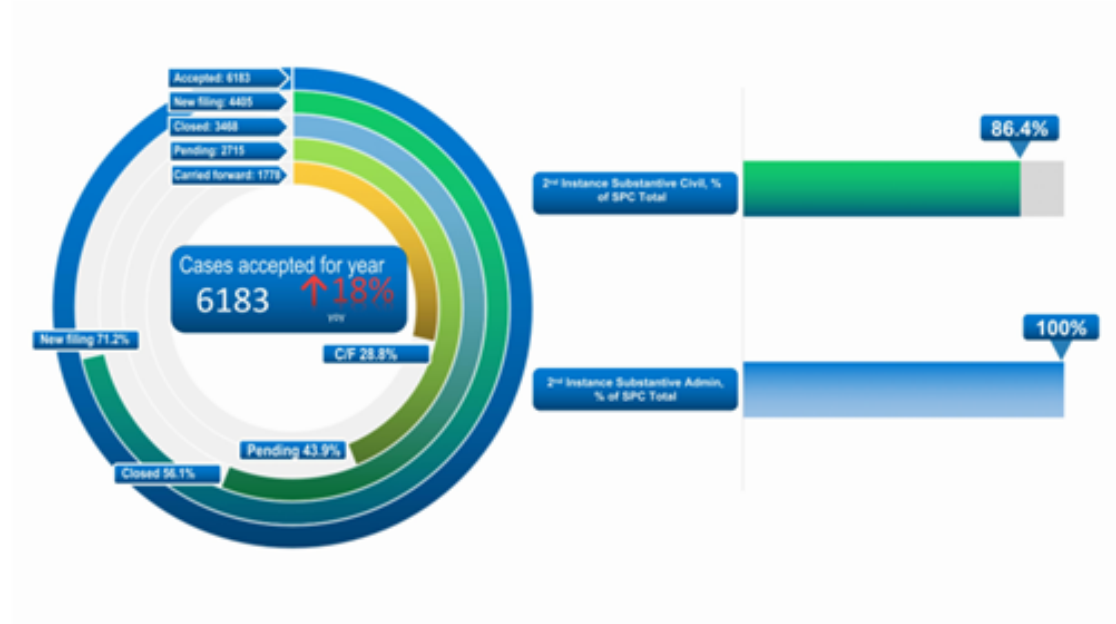 Accepted: 6183
New filing: 4405
Closed: 3468
Pending: 2715
Carried forward: 1778
Cases accepted for year
6183 ↑18%
yoy
New filing 71.2%
C/F 28.8%
Pending 43.9%
Closed 56.1%
86.4%
2nd Instance Substantive Civil, %
of SPC Total
100%
2nd Instance Substantive Admin,
% of SPC Total